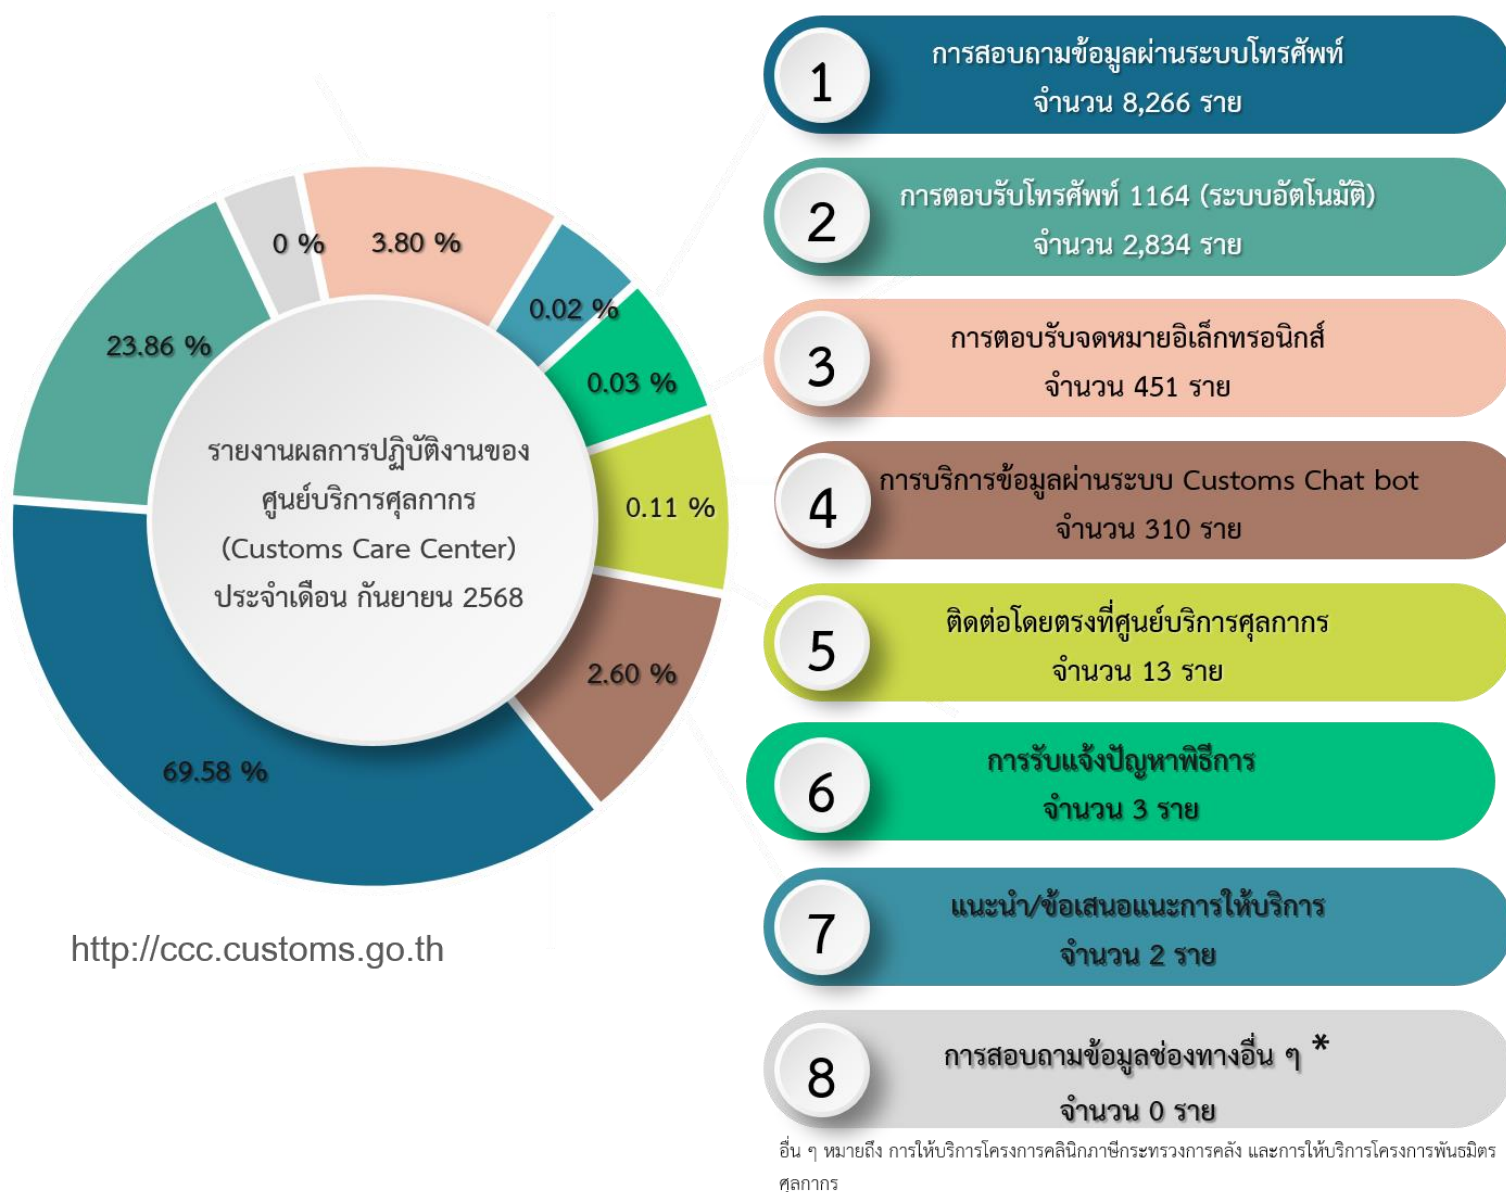 0 %
3.80 %
0.02 %
0.03 %
23.86 %
0.11 %
2.60 %
69.58 %
รายงานผลการปฏิบัติงานของ
ศูนย์บริการศุลกากร
(Customs Care Center)
ประจำเดือน กันยายน 2568
http://ccc.customs.go.th
1
การสอบถามข้อมูลผ่านระบบโทรศัพท์
จำนวน 8,266 ราย
2
การตอบรับโทรศัพท์ 1164 (ระบบอัตโนมัติ)
จำนวน 2,834 ราย
3
การตอบรับจดหมายอิเล็กทรอนิกส์
จำนวน 451 ราย
4
การบริการข้อมูลผ่านระบบ Customs Chat bot
จำนวน 310 ราย
5
ติดต่อโดยตรงที่ศูนย์บริการศุลกากร
จำนวน 13 ราย
6
การรับแจ้งปัญหาพิธีการ
จำนวน 3 ราย
7
แนะนำ/ข้อเสนอแนะการให้บริการ
จำนวน 2 ราย
8
การสอบถามข้อมูลช่องทางอื่น ๆ *
จำนวน 0 ราย
อื่น ๆ หมายถึง การให้บริการโครงการคลินิกภาษีกระทรวงการคลัง และการให้บริการโครงการพันธมิตร
ศุลกากร